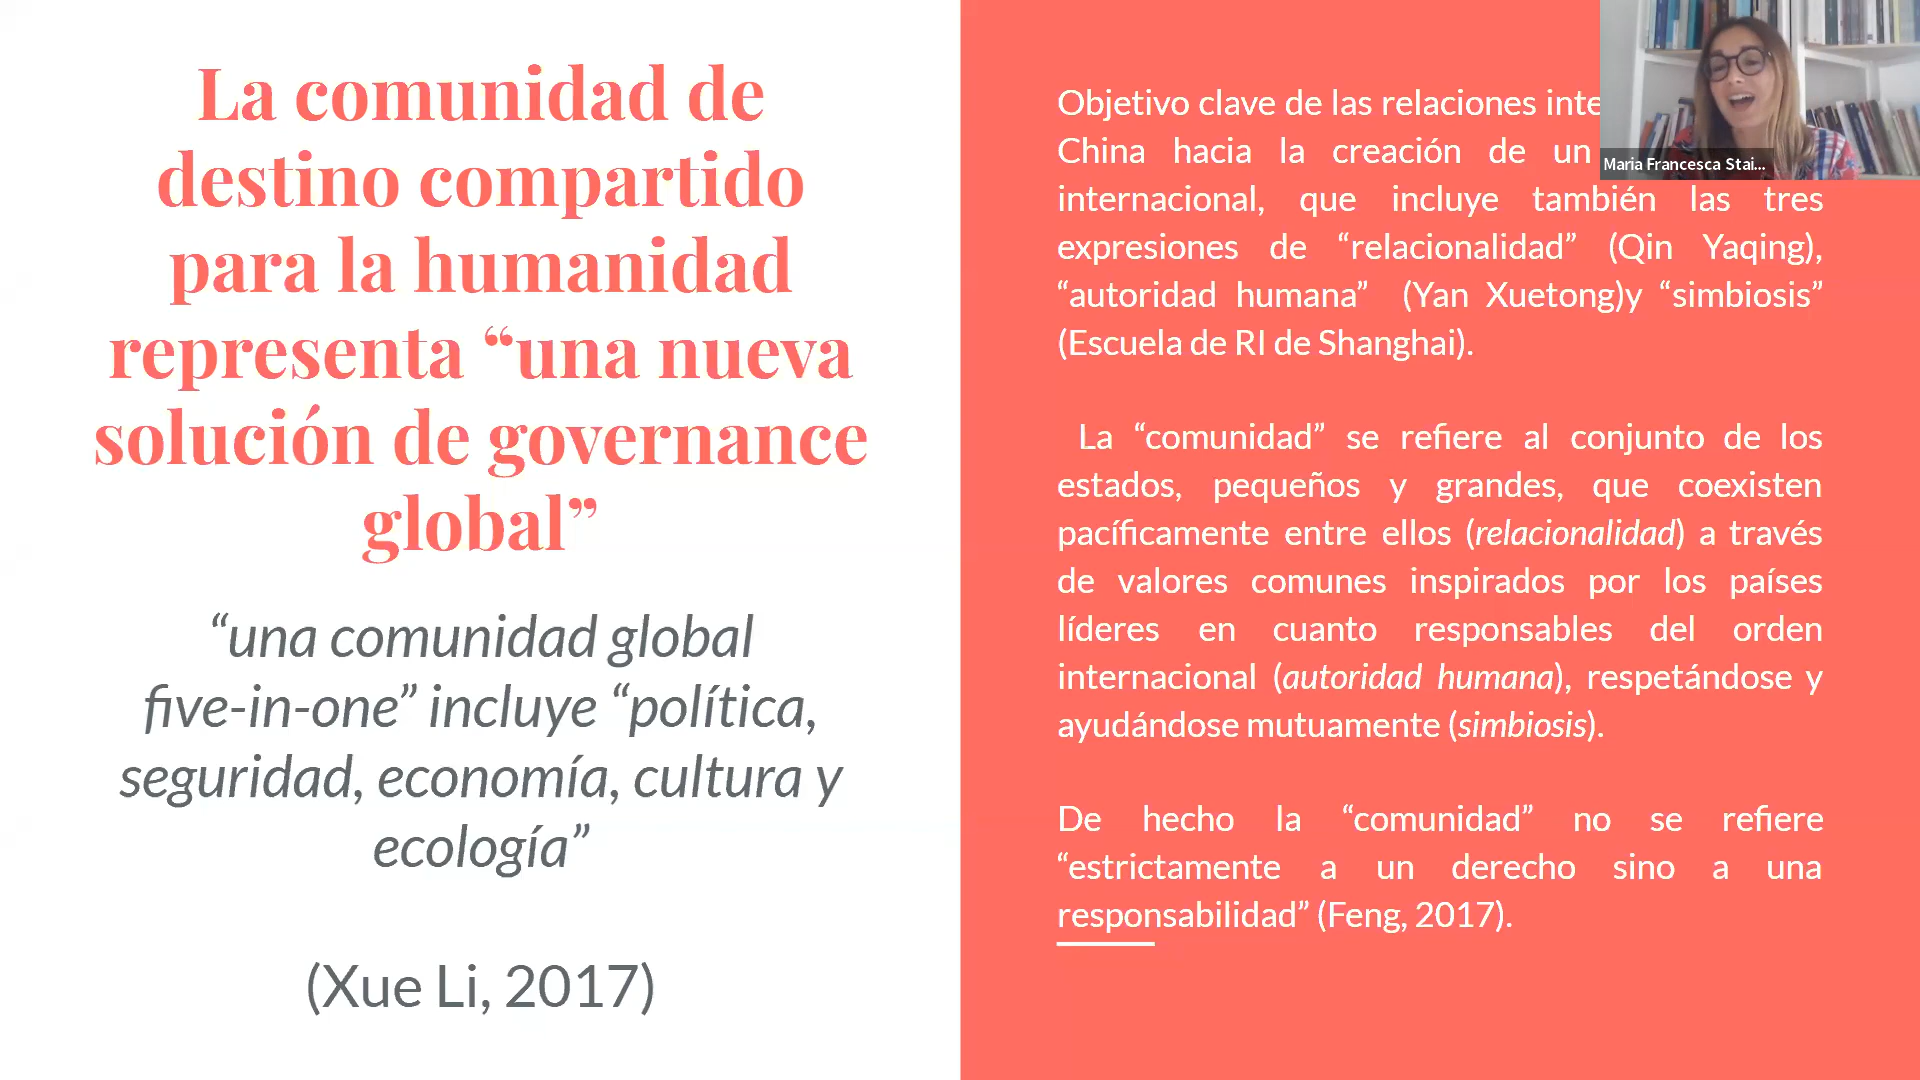 La comunidad de
destino compartido
para la humanidad
representa “una nueva
solución de governance
global”
“una comunidad global
five-in-one” incluye “política,
seguridad, economía, cultura y
ecología”
(Xue Li, 2017)
Objetivo clave de las relaciones
China hacia la creación de un
internacional, que incluye también las tres
expresiones de “relacionalidad” (Qin Yaqing),
“autoridad humana” (Yan Xuetong)y “simbiosis”
(Escuela de RI de Shanghai).
La “comunidad” se refiere al conjunto de los
estados, pequeños y grandes, que coexisten
pacíficamente entre ellos (relacionalidad) a través
de valores comunes inspirados por los países
líderes en cuanto responsables del orden
internacional (autoridad humana), respetándose y
ayudándose mutuamente (simbiosis).
De hecho la “comunidad” no se refiere
“estrictamente a un derecho sino a una
responsabilidad” (Feng, 2017).
Maria Francesca Stai...